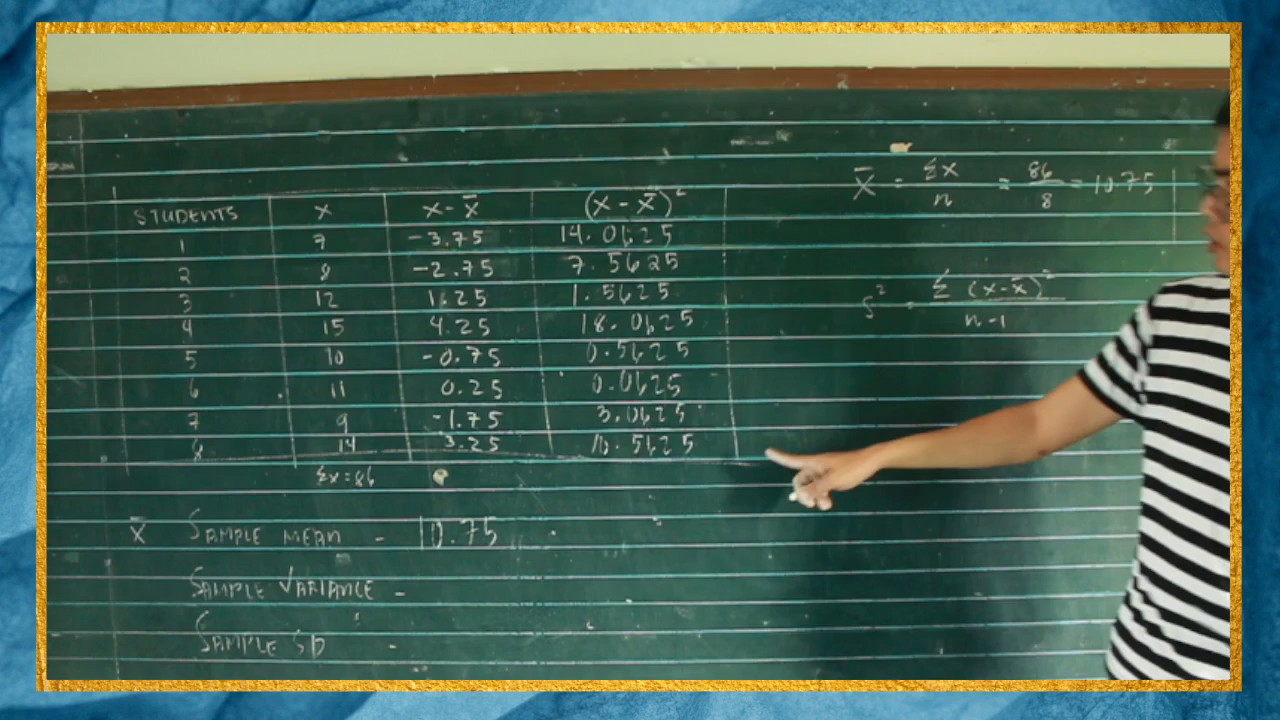 STUDENTS X X-X̄ (X-X̄)²
1 7 -3.75 14.0625
2 8 -2.75 7.5625
3 12 1.25 1.5625
4 15 4.25 18.0625
5 10 -0.75 0.5625
6 11 0.25 0.0625
7 9 -1.75 3.0625
8 14 3.25 10.5625
Σx=86
X̄ SAMPLE MEAN - 10.75
SAMPLE VARIANCE -
SAMPLE SD -
X̄ = Σx/n = 86/8 = 10.75
S² = Σ(x-x̄)²/n-1